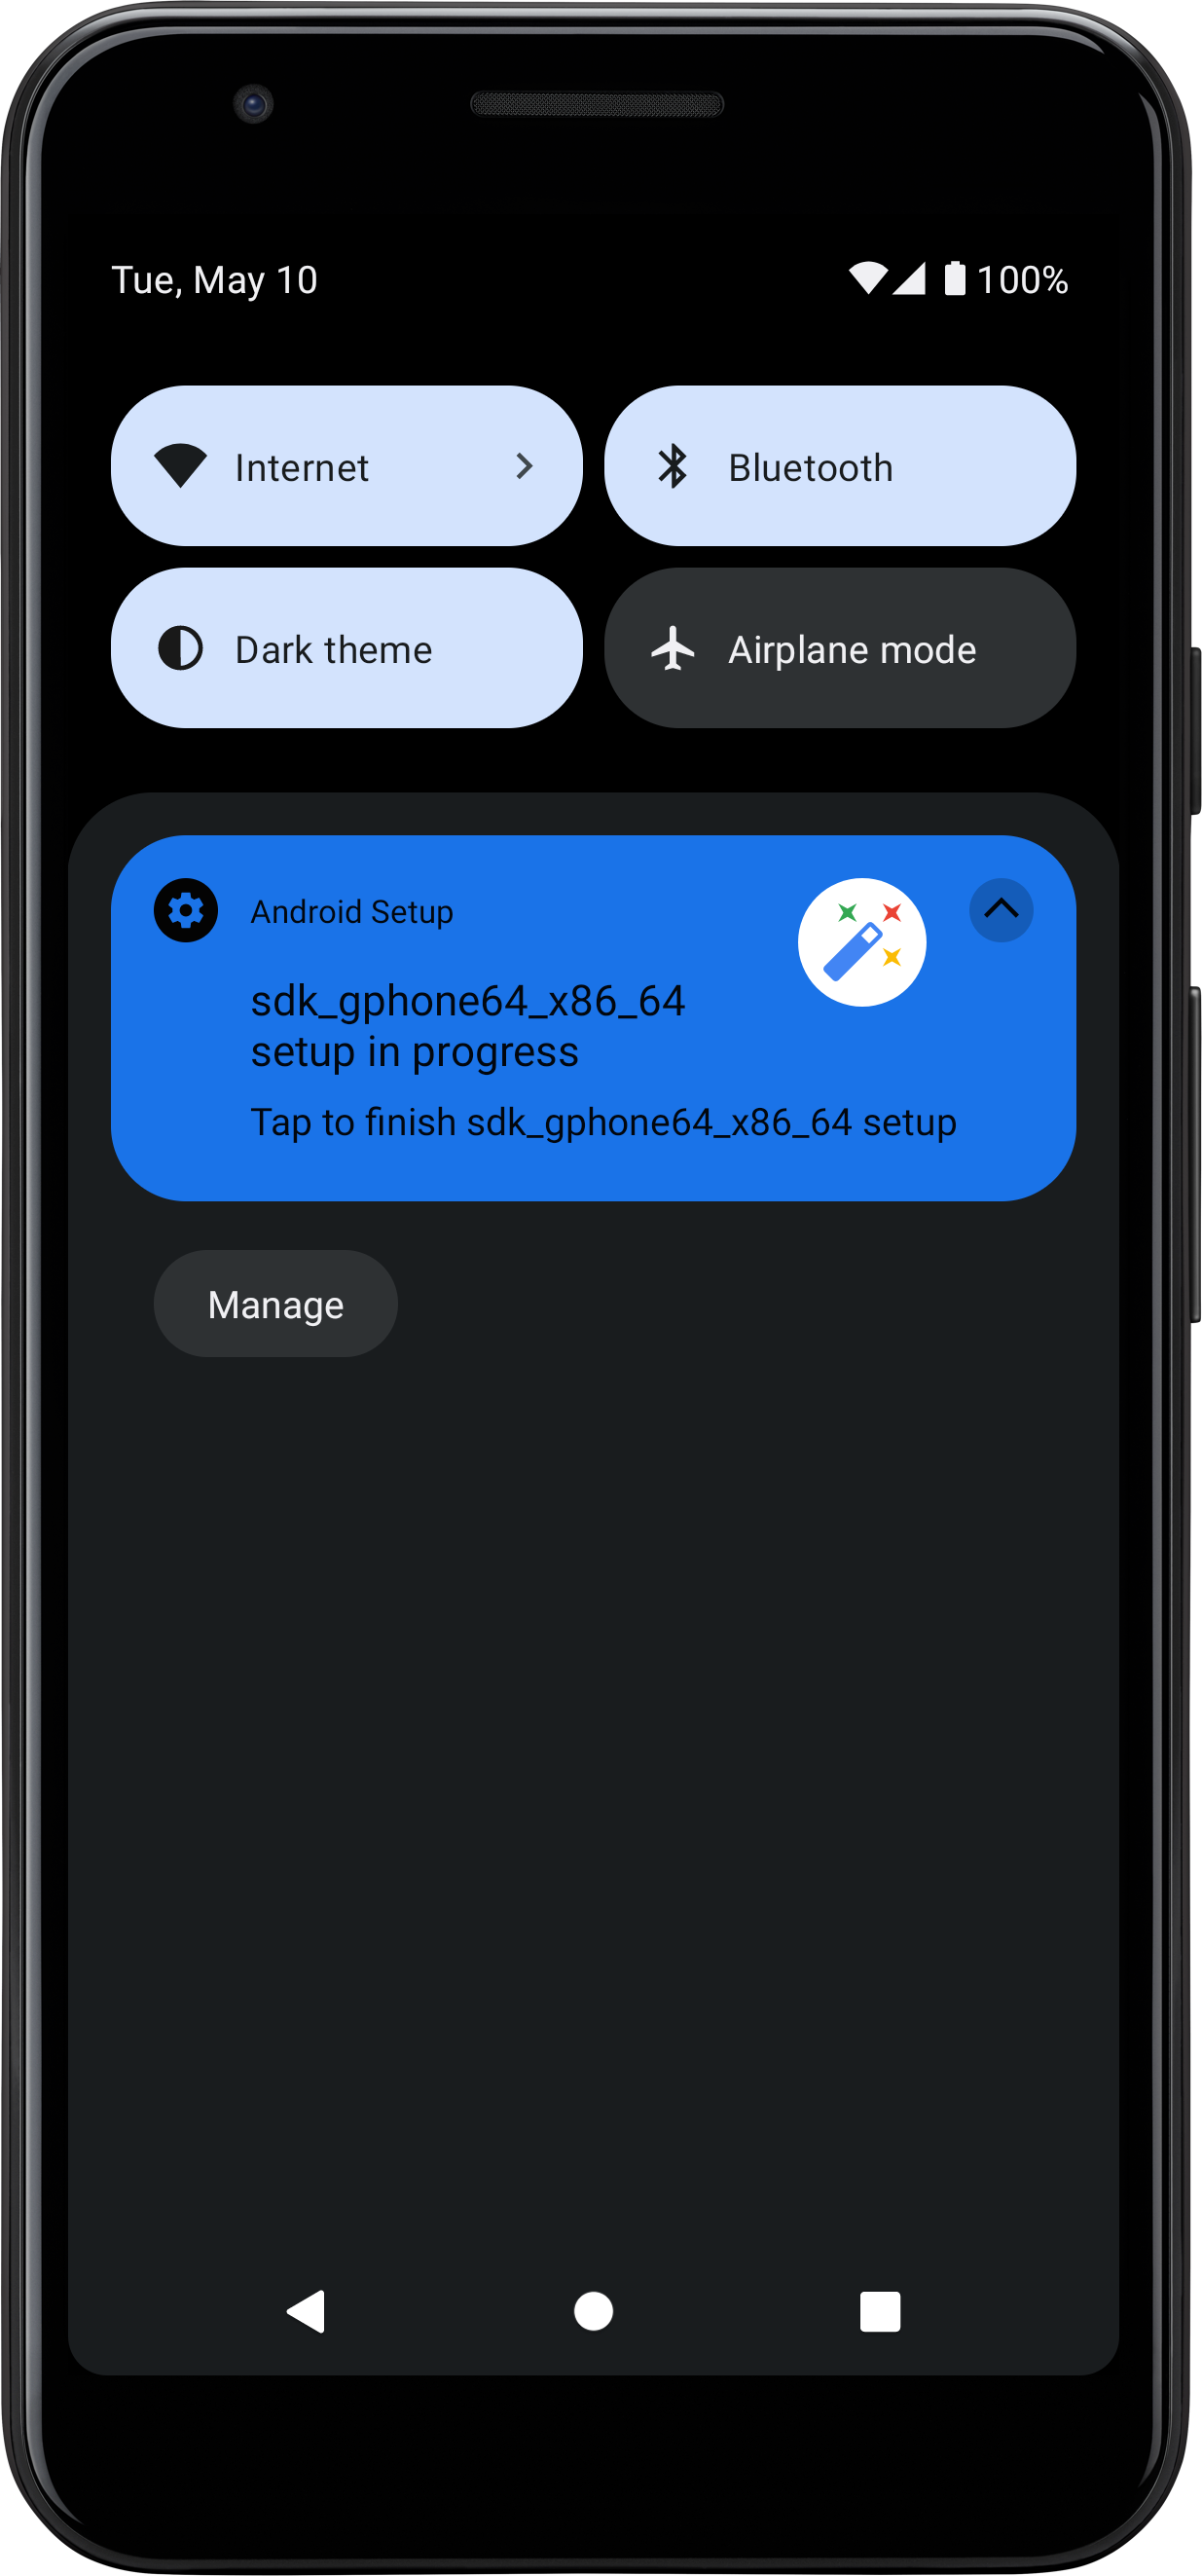 Tue, May 10
100%
Internet
Bluetooth
Dark theme
Airplane mode
Android Setup
sdk_gphone64_x86_64
setup in progress
Tap to finish sdk_gphone64_x86_64 setup
Manage